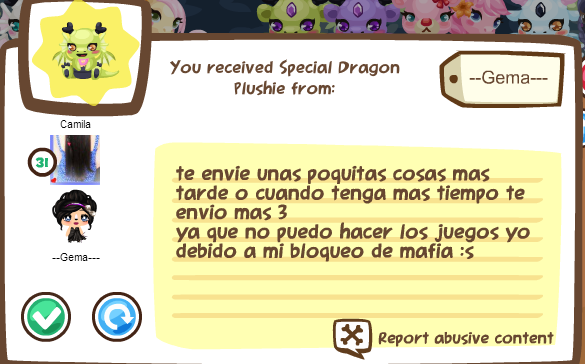 You received Special Dragon
Plushie from:
--Gema---
Camila
31
--Gema---
te envie unas poquitas cosas mas
tarde o cuando tenga mas tiempo te
envio mas 3
ya que no puedo hacer los juegos yo
debido a mi bloqueo de mafia :s
Report abusive content